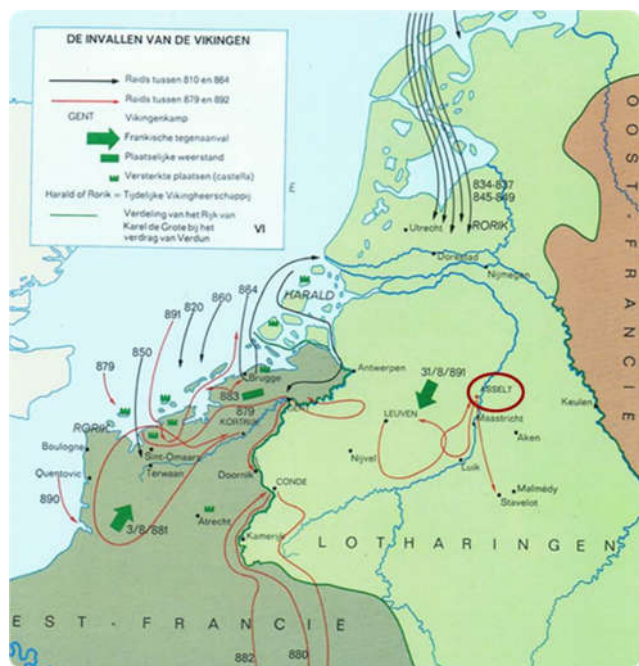 DE INVALLEN VAN DE VIKINGEN
Raids tussen 810 en 864
Raids tussen 879 en 892
GENT Vikingenkamp
Frankische tegenaanval
Plaatselijke weerstand
Versterkte plaatsen (castella)
Harald of Rorik = Tijdelijke Vikingheerschappij
Verdeling van het Rijk van
Karel de Grote bij het
verdrag van Verdun VI
E
OOST-FRANCIE
834-837
845-849
RORIK
Utrecht
Dorestad
Nijmegen
HARALD
864
860
820
891
850
879
Brugge
883
Antwerpen
31/8/891
ASSELT
GENT
879
KORTRIJK
LEUVEN
Maastricht
Keulen
RORIK
Boulogne
Sint-Omaars
Aken
Terwaan
Nijvel
Luik
Quentovic
Doornik
CONDE
Malmédy
Stavelot
890
3/8/881
Atrecht
Kamerijk
LOTHARINGEN
EST-FRANCIE
882
880